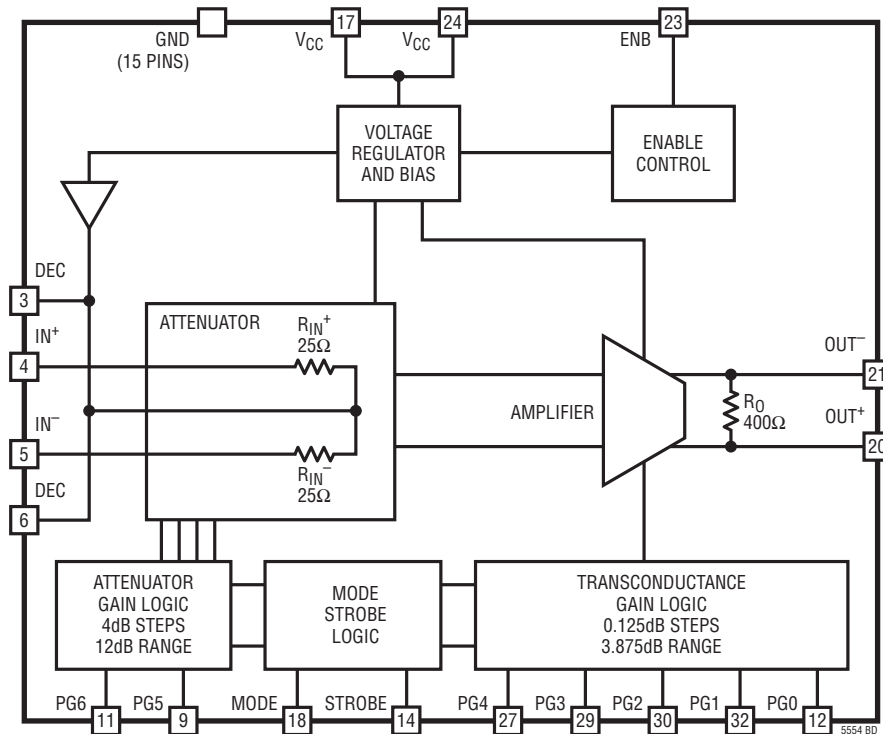 GND
(15 PINS)
17
VCC
24
VCC
23
ENB
VOLTAGE
REGULATOR
AND BIAS
ENABLE
CONTROL
DEC
3
IN+
4
IN–
5
DEC
6
ATTENUATOR
RIN+
25Ω
RIN–
25Ω
AMPLIFIER
RO
400Ω
OUT–
21
OUT+
20
ATTENUATOR
GAIN LOGIC
4dB STEPS
12dB RANGE
MODE
STROBE
LOGIC
TRANSCONDUCTANCE
GAIN LOGIC
0.125dB STEPS
3.875dB RANGE
PG6
11
PG5
9
MODE
18
STROBE
14
PG4
27
PG3
29
PG2
30
PG1
32
PG0
12
5554 BD